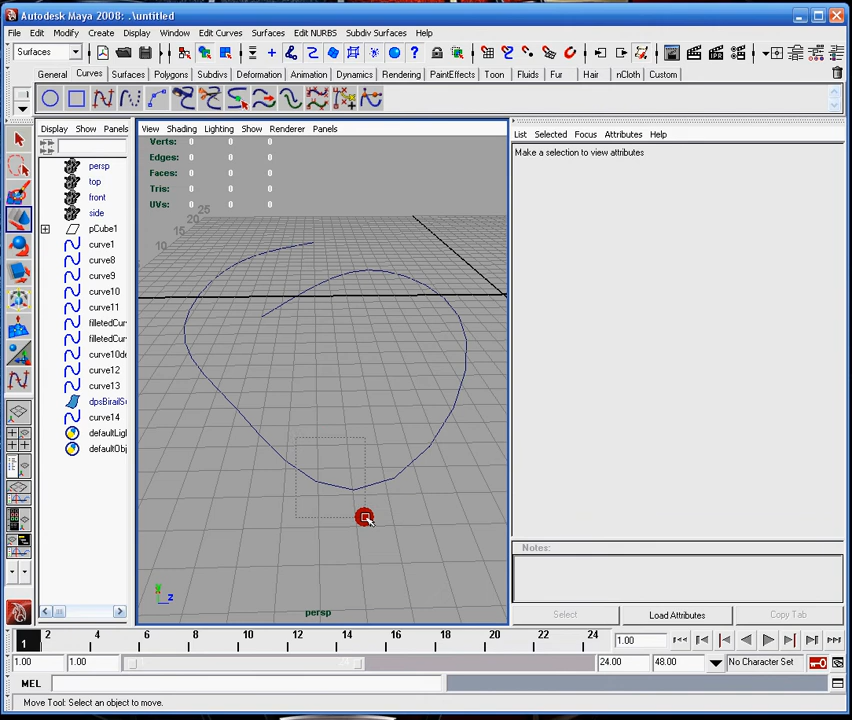 Autodesk Maya 2008: .\untitled
File Edit Modify Create Display Window Edit Curves Surfaces Edit NURBS Subdiv Surfaces Help
Surfaces
General Curves Surfaces Polygons Subdivs Deformation Animation Dynamics Rendering PaintEffects Toon Fluids Fur Hair nCloth Custom
Display Show Panels
View Shading Lighting Show Renderer Panels
List Selected Focus Attributes Help
Make a selection to view attributes
Verts: 0 0 0
Edges: 0 0 0
Faces: 0 0 0
Tris: 0 0 0
UVs: 0 0 0
25
20
15
10
persp
top
front
side
pCube1
curve1
curve8
curve9
curve10
curve11
filletedCur
filletedCur
curve10de
curve12
curve13
dpsBirailS
curve14
defaultLig
defaultObj
y
z
persp
Notes:
Select Load Attributes Copy Tab
1 2 4 6 8 10 12 14 16 18 20 22 24
1.00
1.00 1.00 24 24.00 48.00 No Character Set
MEL
Move Tool: Select an object to move.